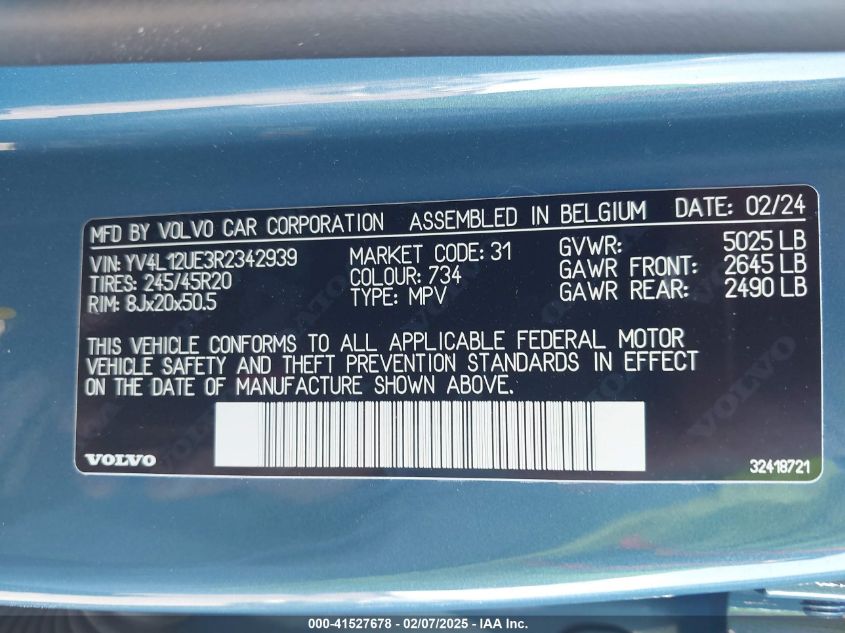 MFD BY VOLVO CAR CORPORATION ASSEMBLED IN BELGIUM DATE: 02/24
VIN: YV4L12UE3R2342939 MARKET CODE: 31 GVWR: 5025 LB
TIRES: 245/45R20 COLOUR: 734 GAWR FRONT: 2645 LB
RIM: 8Jx20x50.5 TYPE: MPV GAWR REAR: 2490 LB
THIS VEHICLE CONFORMS TO ALL APPLICABLE FEDERAL MOTOR
VEHICLE SAFETY AND THEFT PREVENTION STANDARDS IN EFFECT
ON THE DATE OF MANUFACTURE SHOWN ABOVE.
VOLVO
32418721
000-41527678 - 02/07/2025 - IAA Inc.